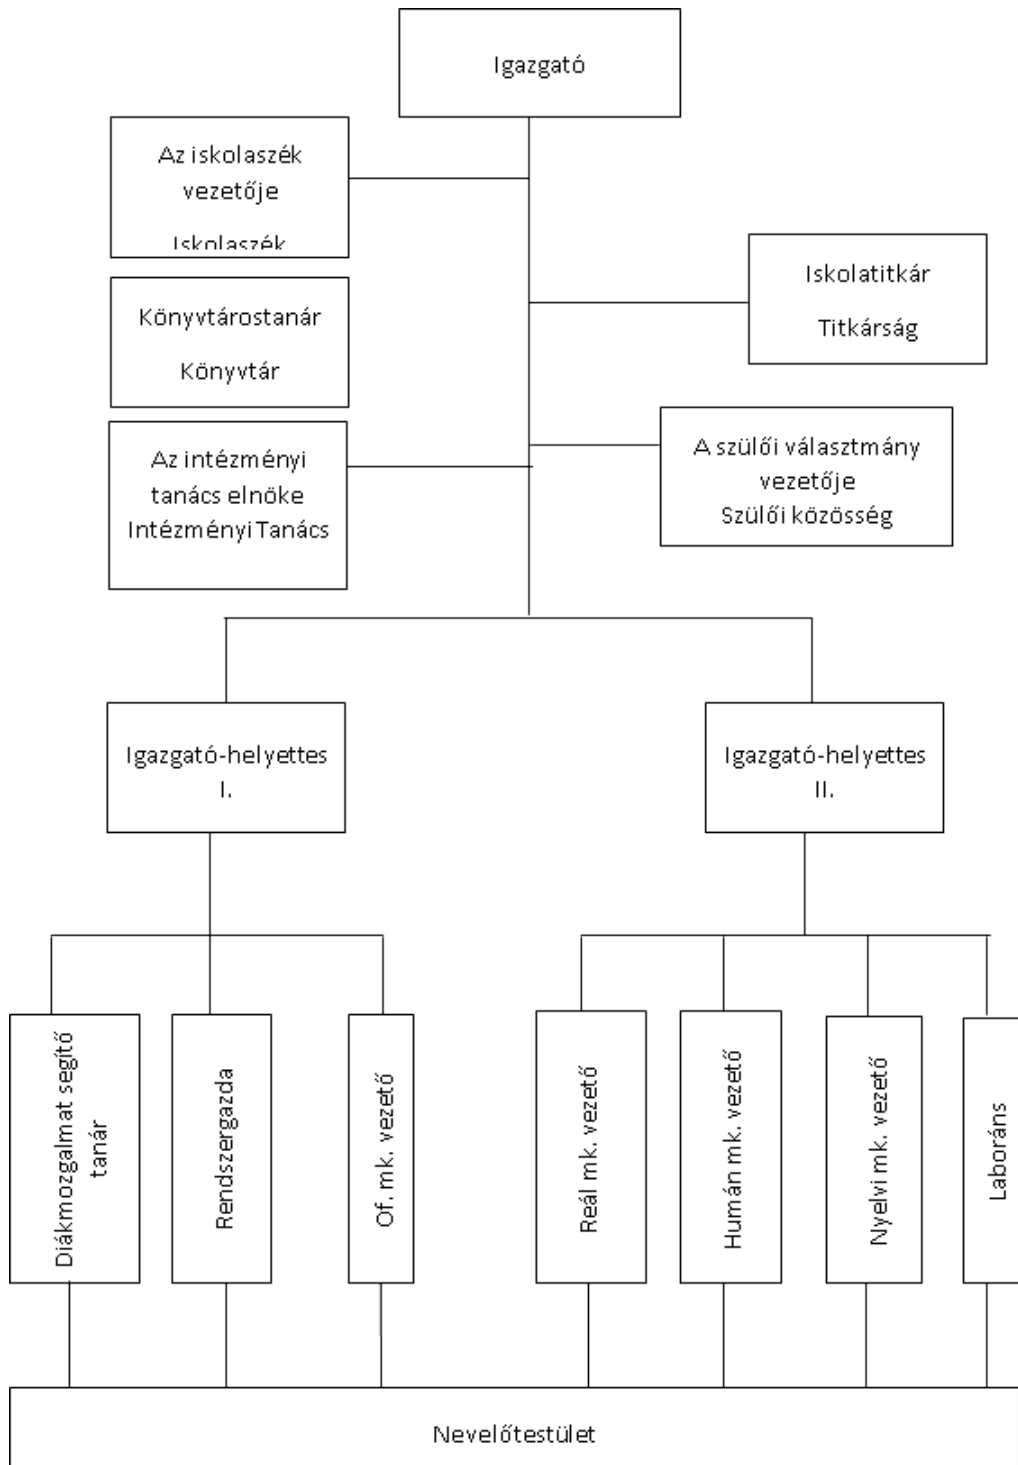 Igazgató
Az iskolaszék
vezetője
Iskolaszék
Iskolatitkár
Titkárság
Könyvtárostanár
Könyvtár
Az intézményi
tanács elnöke
Intézményi Tanács
A szülői választmány
vezetője
Szülői közösség
Igazgató-helyettes
I.
Igazgató-helyettes
II.
Diákmozgalmat segítő
tanár
Rendszergazda
Of. mk. vezető
Reál mk. vezető
Humán mk. vezető
Nyelvi mk. vezető
Laboráns
Nevelőtestület